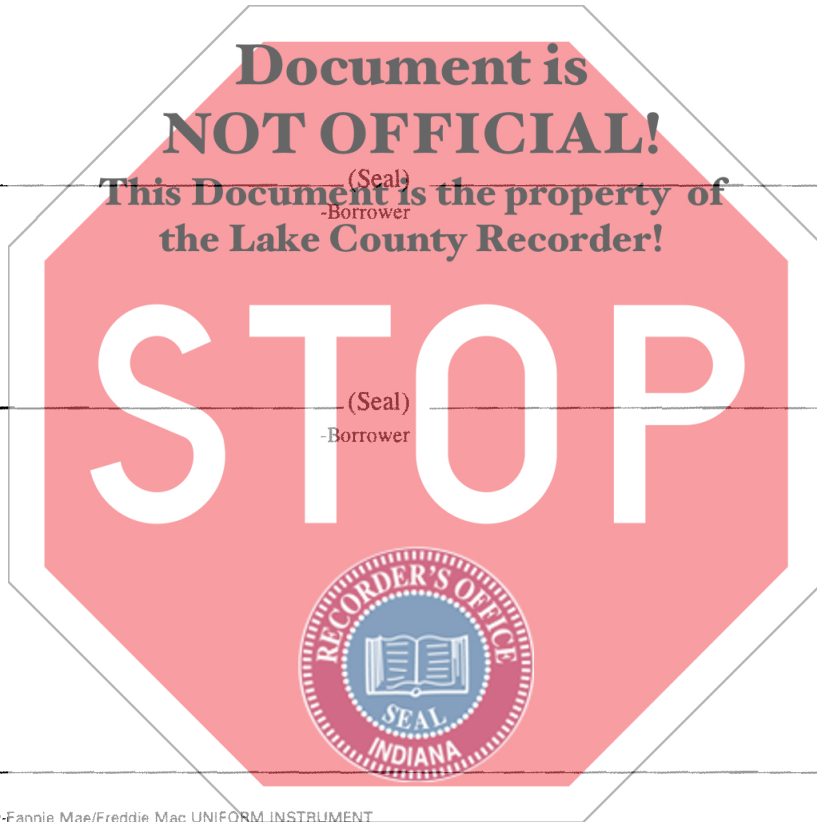 Document is
NOT OFFICIAL!
(Seal)
This Document is the property of
-Borrower
the Lake County Recorder!
STOP
(Seal)
-Borrower
RECORDER'S OFFICE
SEAL
INDIANA
-Fannie Mae/Freddie Mac UNIFORM INSTRUMENT